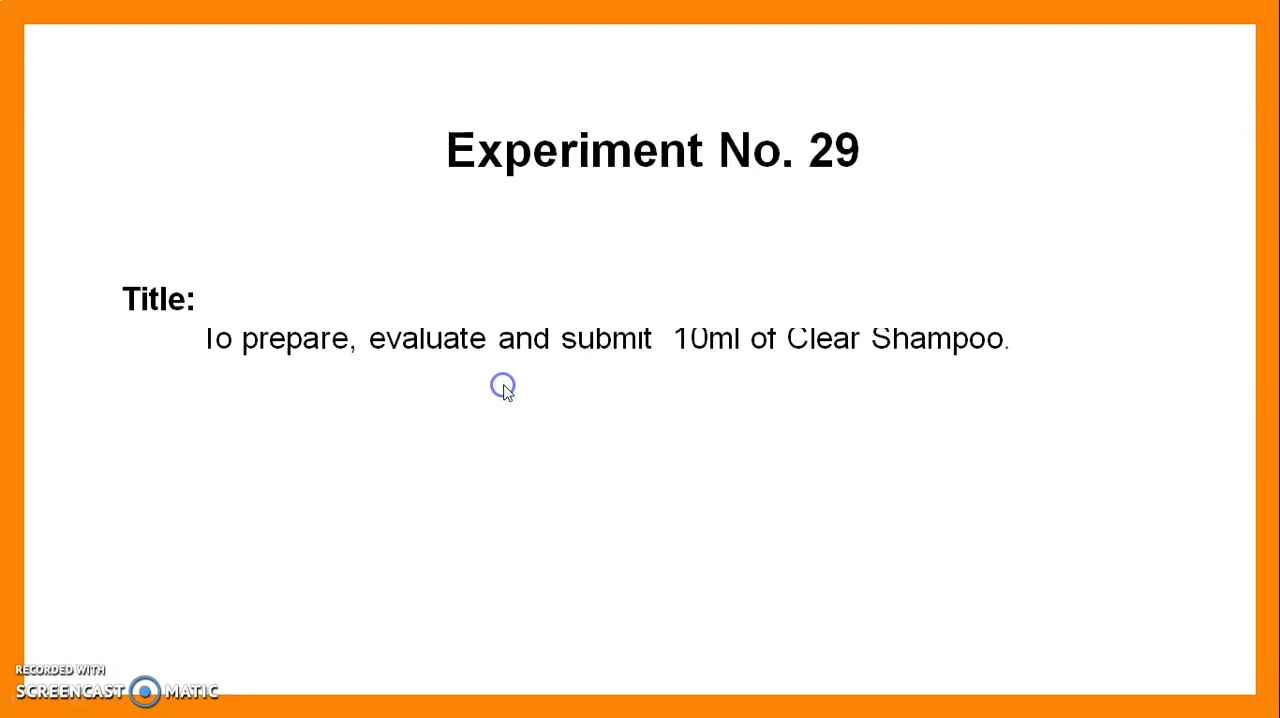 Experiment No. 29
Title:
To prepare, evaluate and submit 10ml of Clear Shampoo.
RECORDED WITH
SCREENCAST MATIC